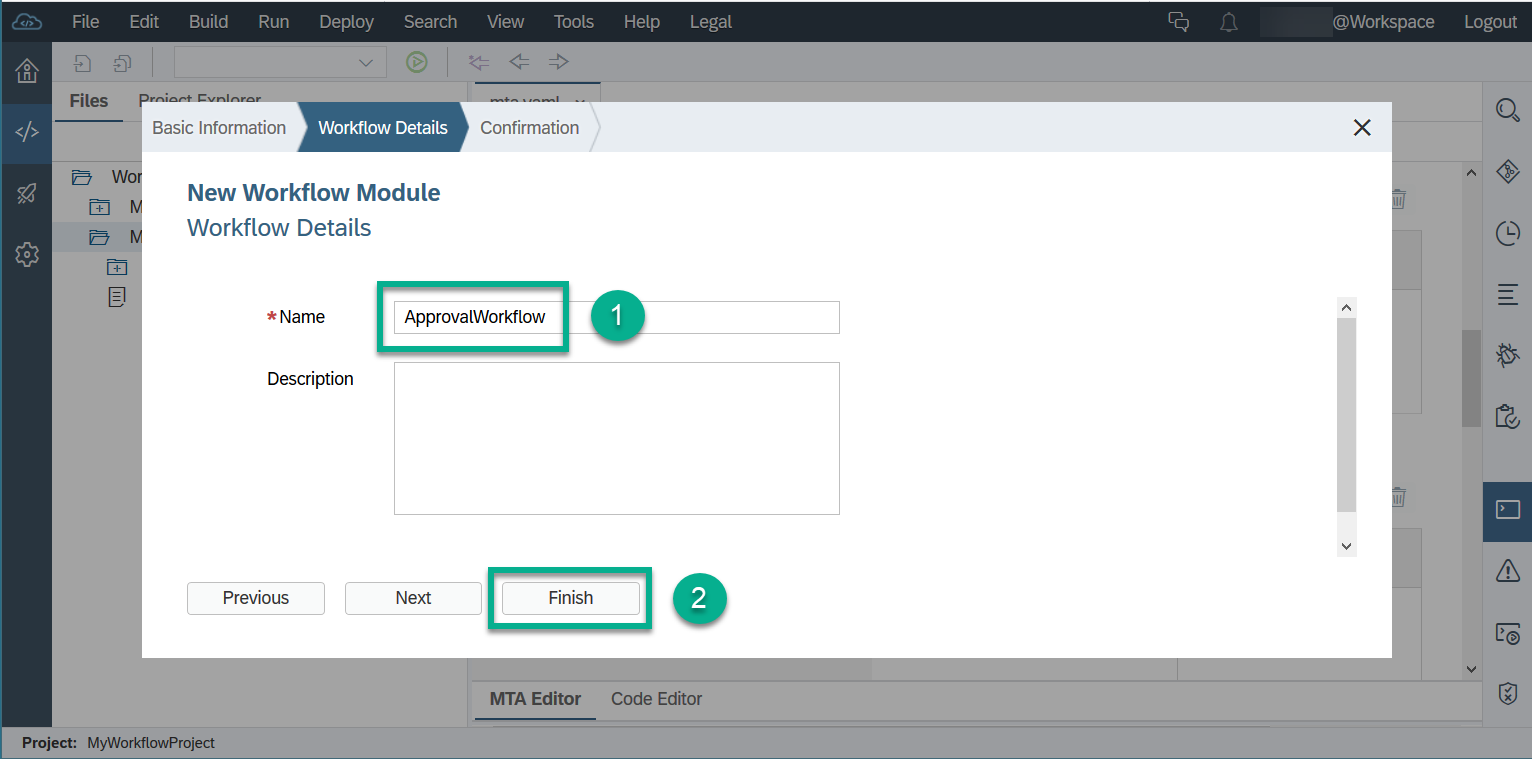 File Edit Build Run Deploy Search View Tools Help Legal @Workspace Logout
Files Project Explorer mta.yaml
Basic Information Workflow Details Confirmation
New Workflow Module
Workflow Details
* Name ApprovalWorkflow 1
Description
Previous Next Finish 2
Wor
M
M
MTA Editor Code Editor
Project: MyWorkflowProject